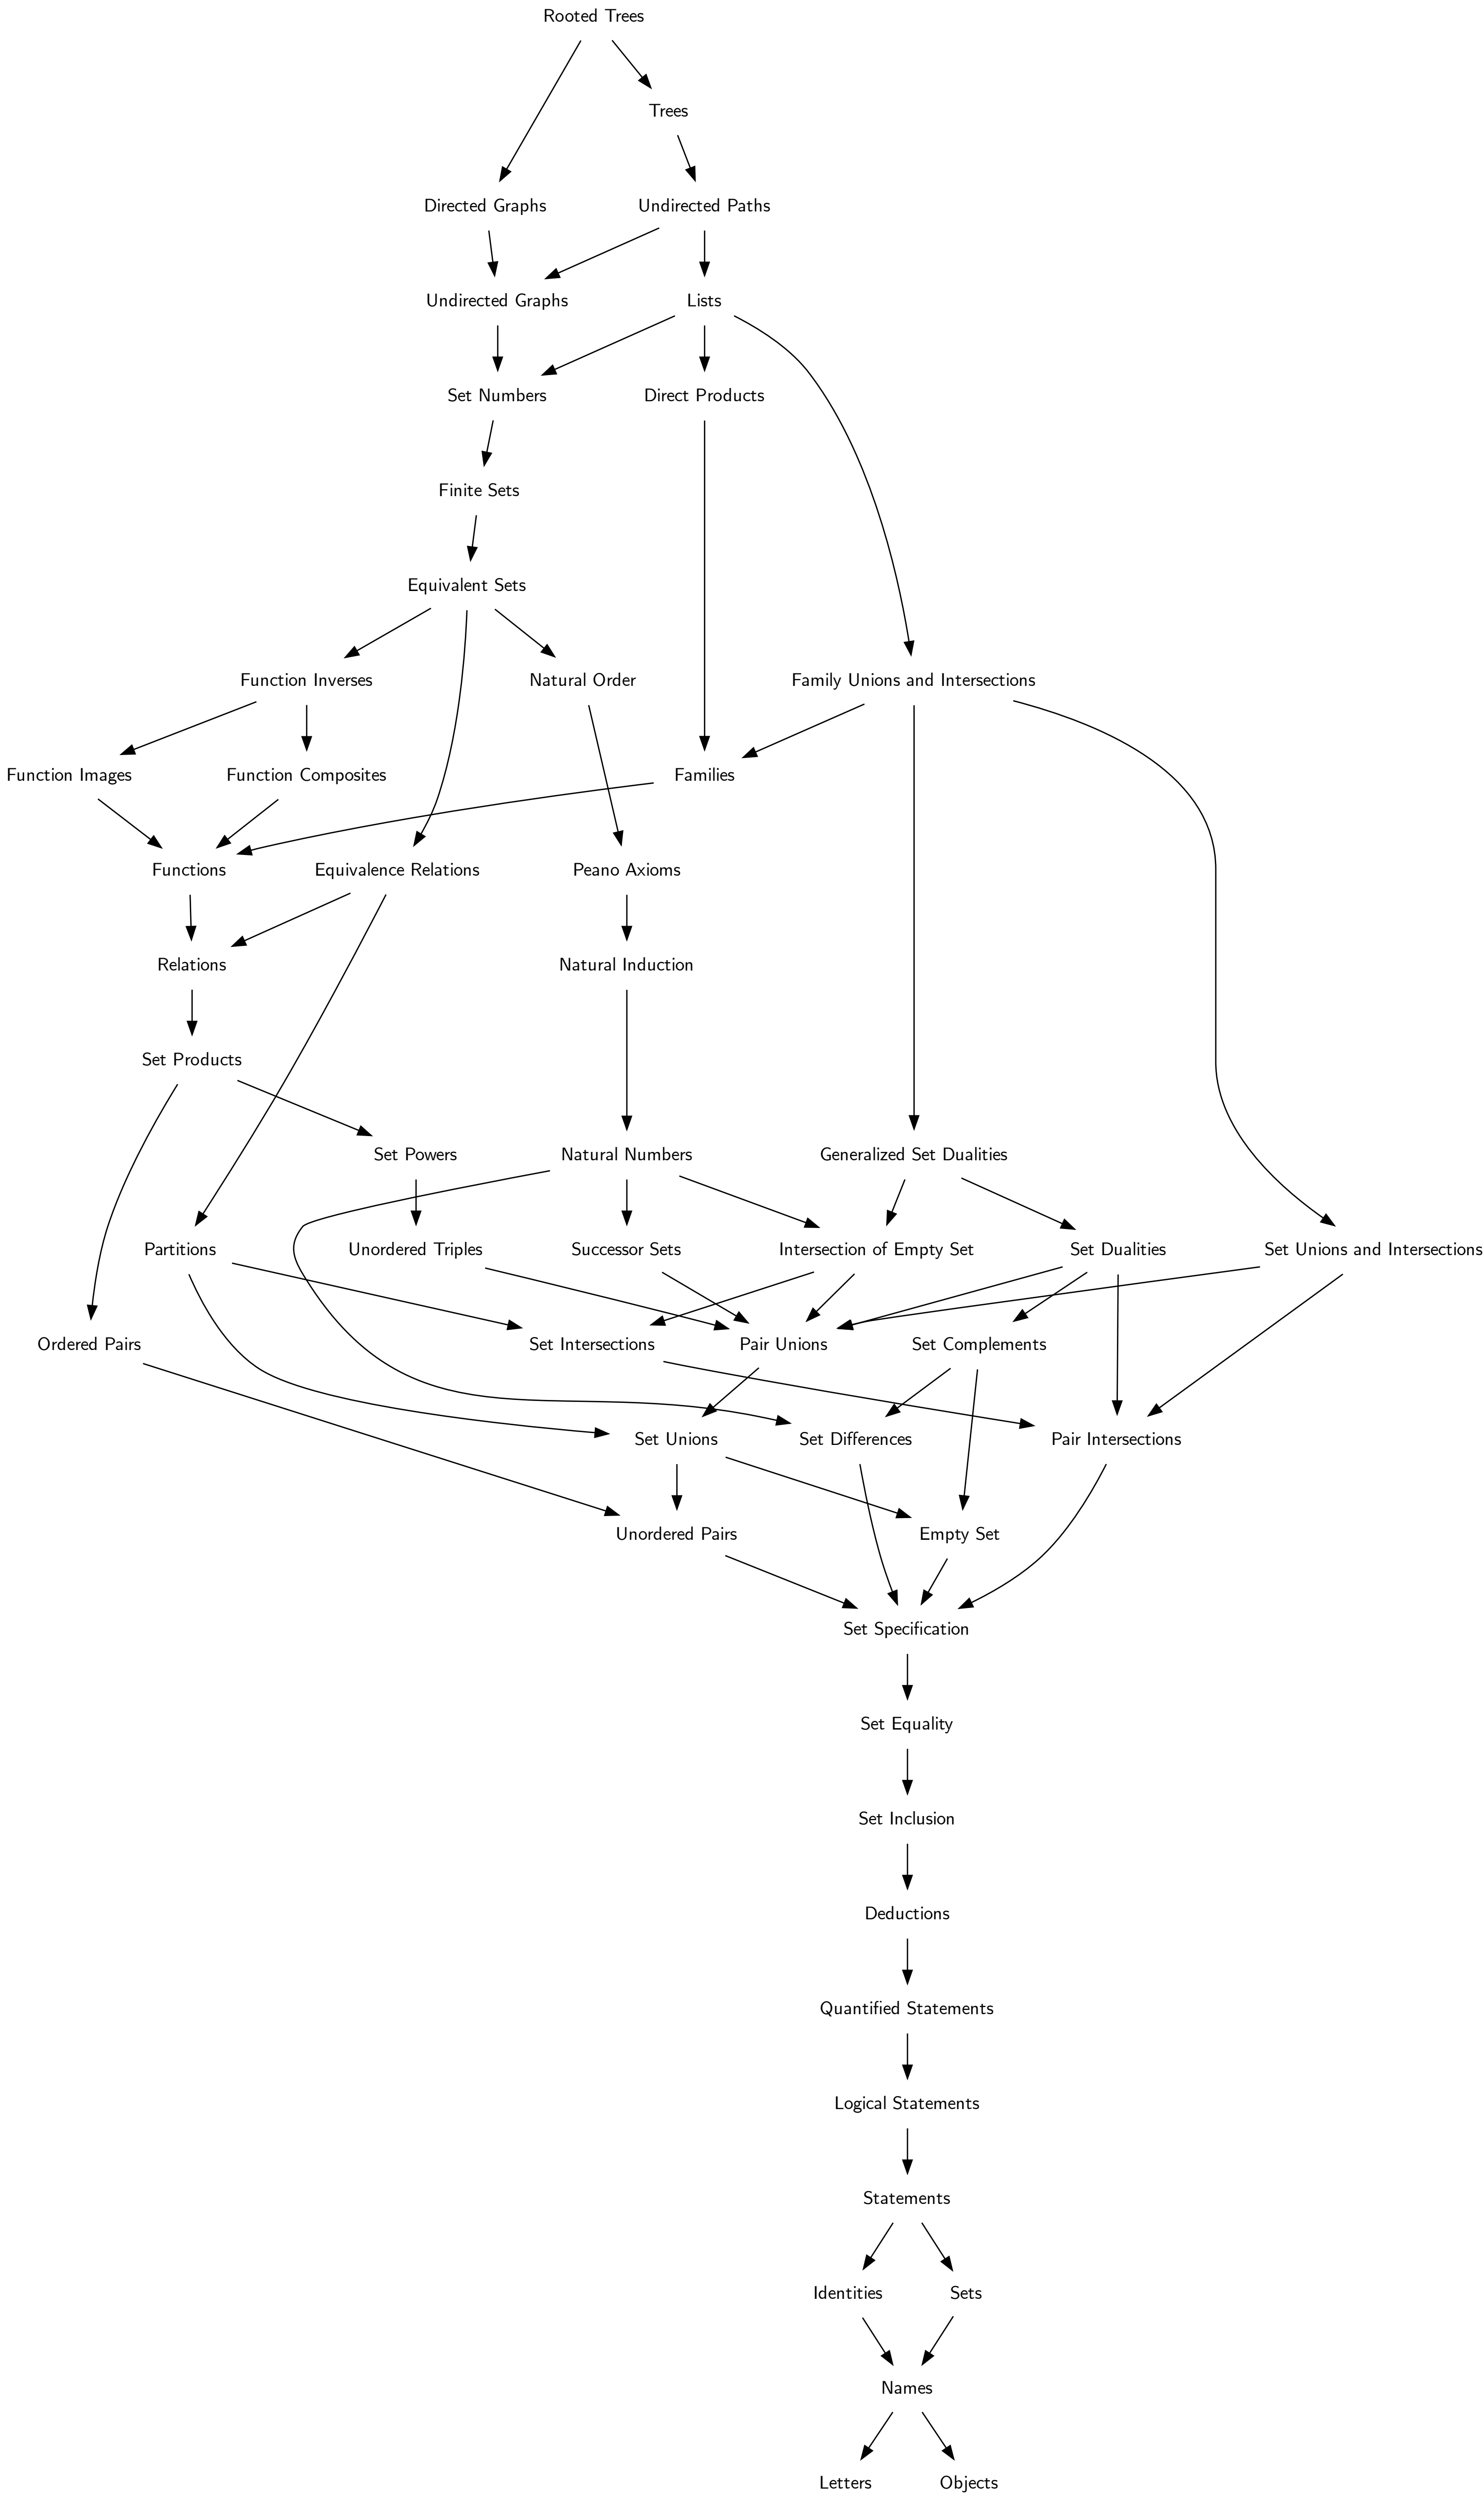 Rooted Trees
Trees
Directed Graphs
Undirected Paths
Undirected Graphs
Lists
Set Numbers
Direct Products
Finite Sets
Equivalent Sets
Function Inverses
Natural Order
Family Unions and Intersections
Function Images
Function Composites
Families
Functions
Equivalence Relations
Peano Axioms
Relations
Natural Induction
Set Products
Set Powers
Natural Numbers
Generalized Set Dualities
Partitions
Unordered Triples
Successor Sets
Intersection of Empty Set
Set Dualities
Set Unions and Intersections
Ordered Pairs
Set Intersections
Pair Unions
Set Complements
Set Unions
Set Differences
Pair Intersections
Unordered Pairs
Empty Set
Set Specification
Set Equality
Set Inclusion
Deductions
Quantified Statements
Logical Statements
Statements
Identities
Sets
Names
Letters
Objects